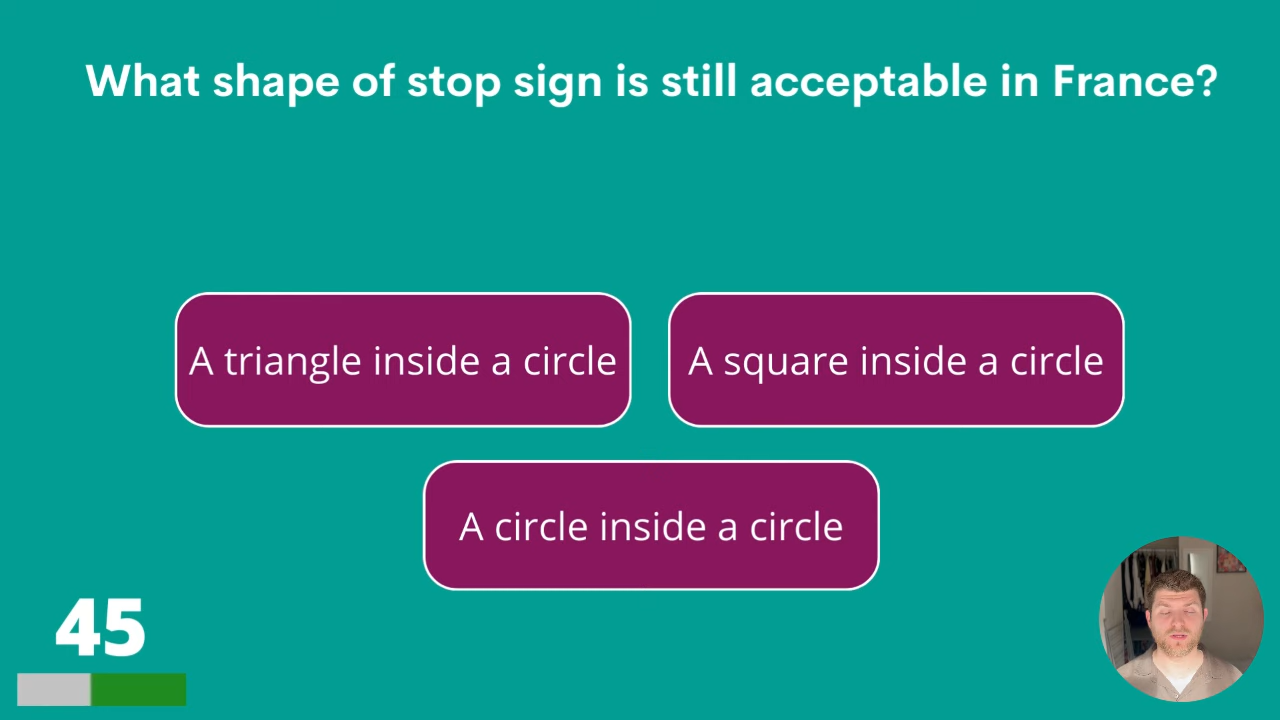 What shape of stop sign is still acceptable in France?
A triangle inside a circle
A square inside a circle
A circle inside a circle
45